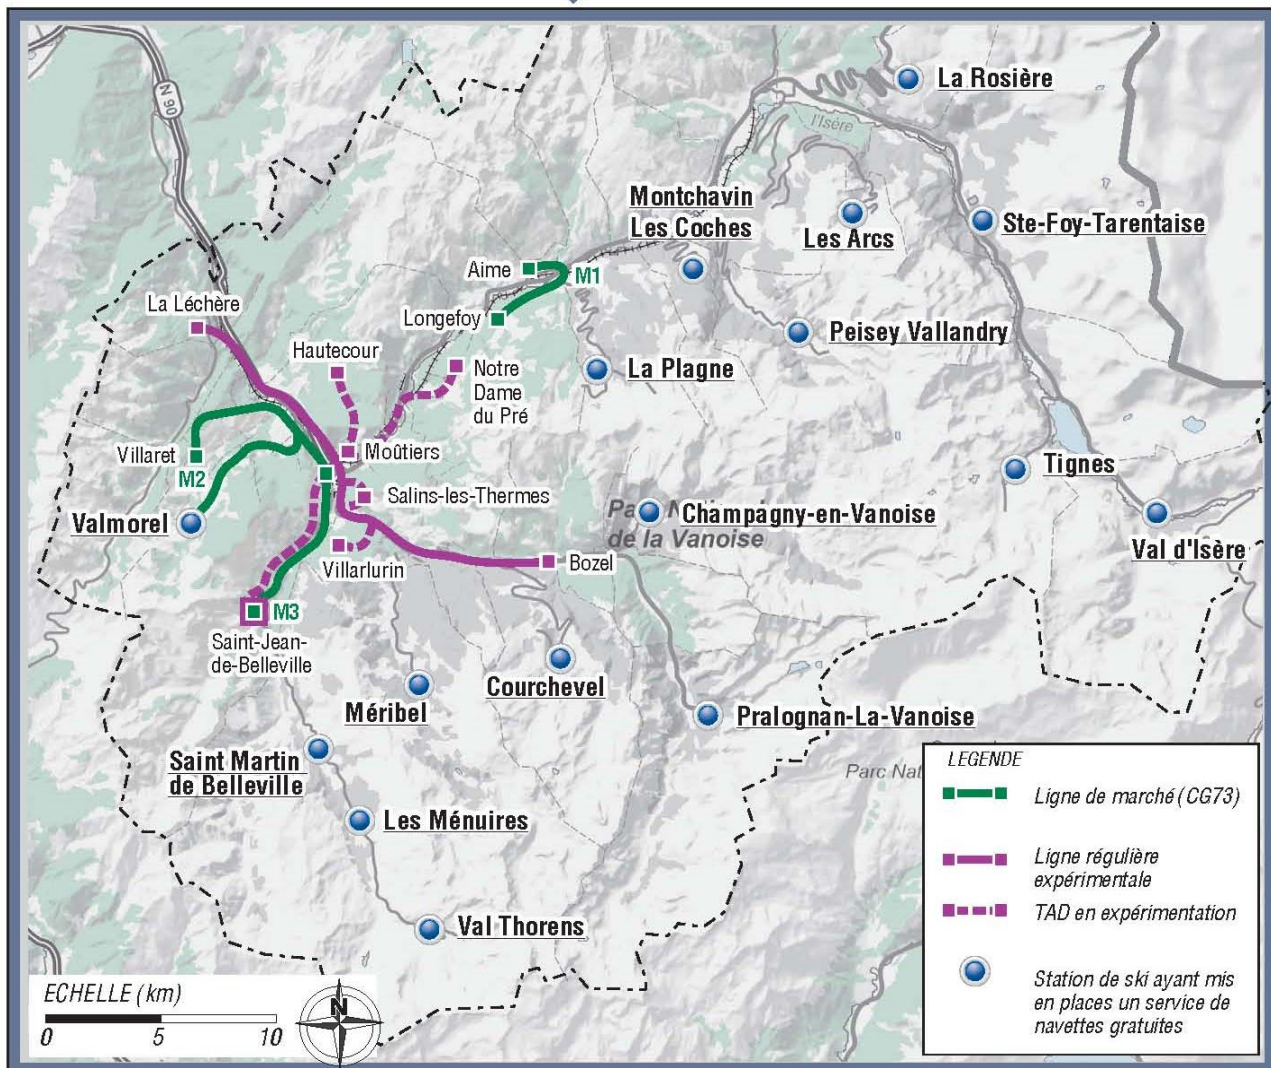 N 90
La Rosière
l'Isère
Montchavin
Les Coches
Les Arcs
Ste-Foy-Tarentaise
Aime
M1
La Léchère
Longefoy
Peisey Vallandry
Hautecour
Notre
Dame
du Pré
La Plagne
Villaret
M2
Moûtiers
Tignes
Salins-les-Thermes
Valmorel
Champagny-en-Vanoise
de la Vanoise
Val d'Isère
Villarlurin
Bozel
M3
Saint-Jean-
de-Belleville
Courchevel
Méribel
Pralognan-La-Vanoise
Saint Martin
de Belleville
Parc Nat
Les Ménuires
Val Thorens
LEGENDE
Ligne de marché (CG73)
Ligne régulière
expérimentale
TAD en expérimentation
Station de ski ayant mis
en places un service de
navettes gratuites
ECHELLE (km)
0 5 10
N